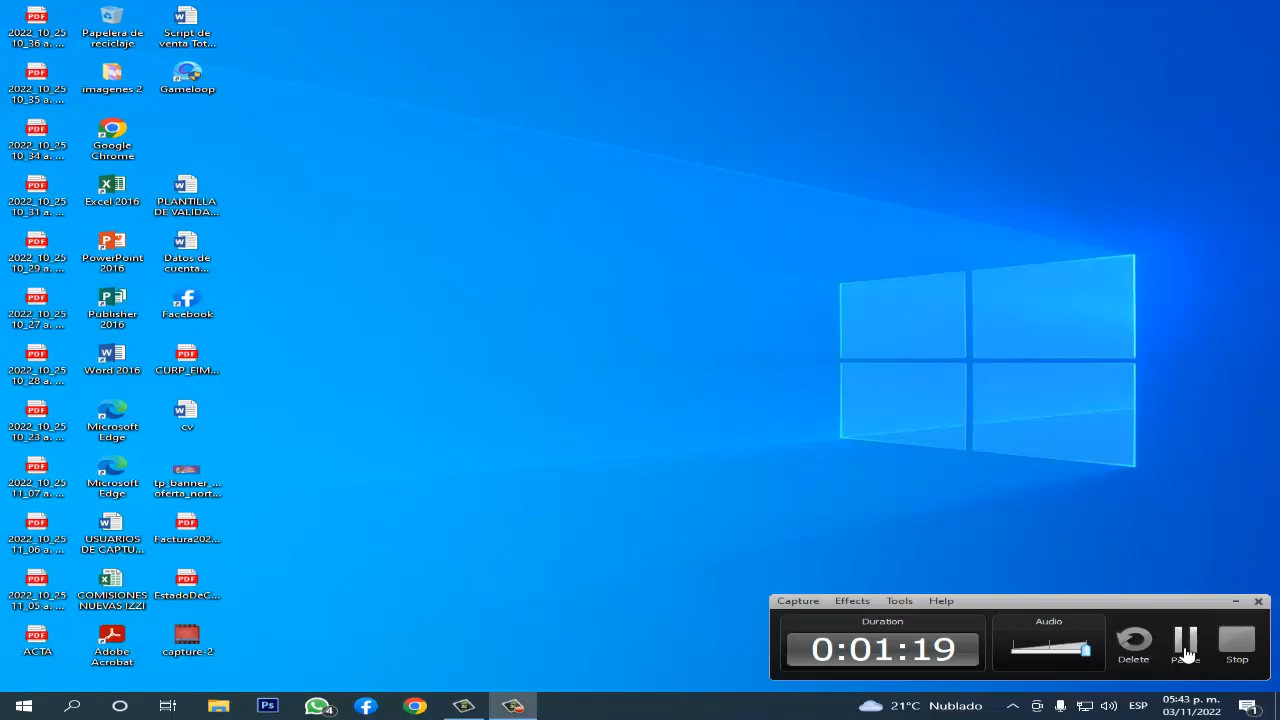 2022_10_25
10_36 a. ...
Papelera de
reciclaje
Script de
venta Tot...
2022_10_25
10_35 a. ...
imagenes 2
Gameloop
2022_10_25
10_34 a. ...
Google
Chrome
2022_10_25
10_31 a. ...
Excel 2016
PLANTILLA
DE VALIDA...
2022_10_25
10_29 a. ...
PowerPoint
2016
Datos de
cuenta...
2022_10_25
10_27 a. ...
Publisher
2016
Facebook
2022_10_25
10_28 a. ...
Word 2016
CURP_EIM...
2022_10_25
10_23 a. ...
Microsoft
Edge
cv
2022_10_25
11_07 a. ...
Microsoft
Edge
tp_banner_...
oferta_nort...
2022_10_25
11_06 a. ...
USUARIOS
DE CAPTU...
Factura202...
2022_10_25
11_05 a. ...
COMISIONES
NUEVAS IZZI
EstadoDeC...
ACTA
Adobe
Acrobat
capture-2
Capture Effects Tools Help
Duration
0:01:19
Audio
Delete
Stop
21°C Nublado
ESP
05:43 p. m.
03/11/2022